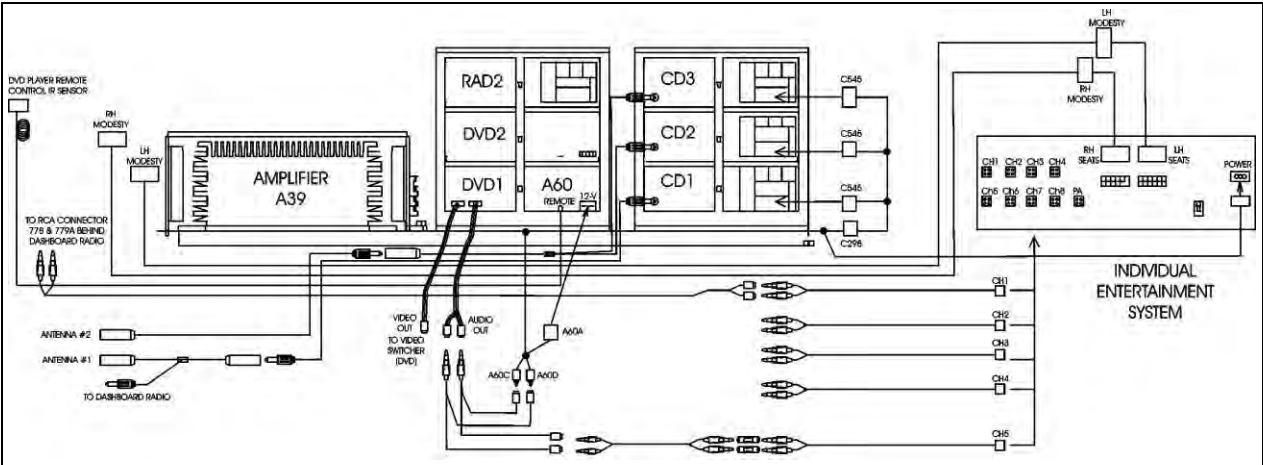 LH
MODESTY
RH
MODESTY
DVD PLAYER REMOTE
CONTROL IR SENSOR
RH
MODESTY
LH
MODESTY
AMPLIFIER
A39
TO RCA CONNECTOR
778 & 779A BEHIND
DASHBOARD RADIO
RAD2
DVD2
DVD1
A60
REMOTE
12-V
CD3
CD2
CD1
C545
C545
C545
C298
RH
SEATS
LH
SEATS
POWER
CH1 CH2 CH3 CH4
Ch5 Ch6 Ch7 Ch8 PA
INDIVIDUAL
ENTERTAINMENT
SYSTEM
ANTENNA #2
ANTENNA #1
TO DASHBOARD RADIO
VIDEO
OUT
TO VIDEO
SWITCHER
(DVD)
AUDIO
OUT
A60A
A60C
A60D
CH1
CH2
CH3
CH4
CH5